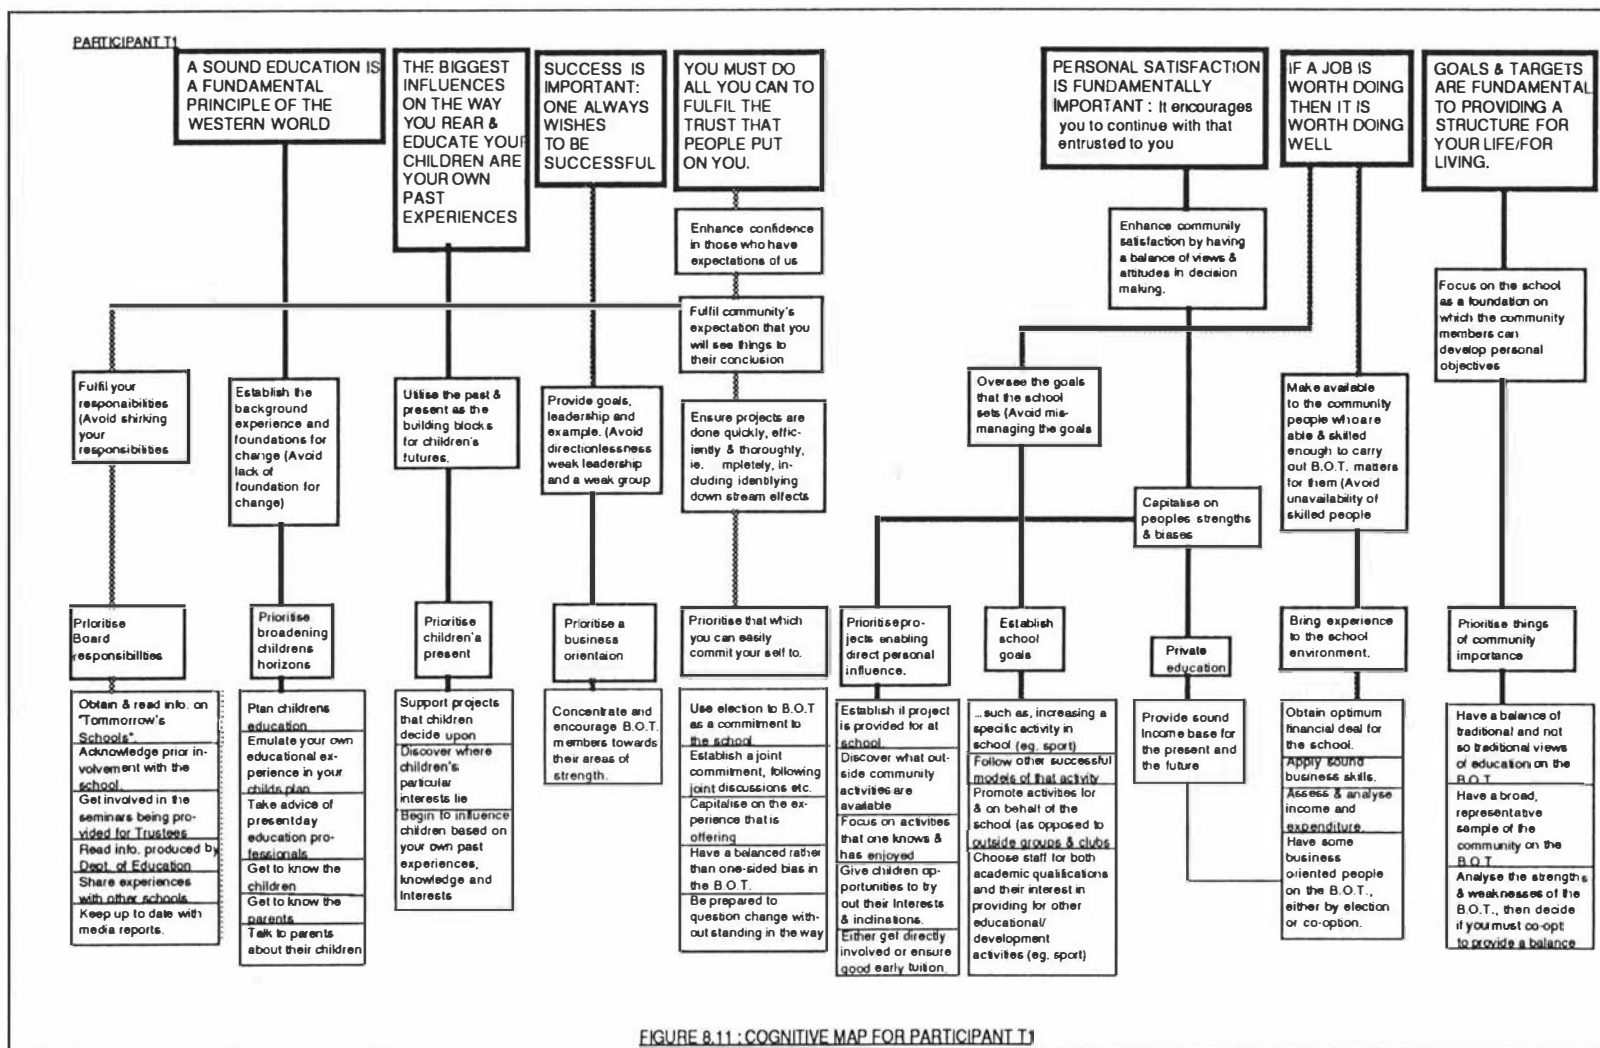 PARTICIPANT T1
A SOUND EDUCATION IS
A FUNDAMENTAL
PRINCIPLE OF THE
WESTERN WORLD
THE BIGGEST
INFLUENCES
ON THE WAY
YOU REAR &
EDUCATE YOUR
CHILDREN ARE
YOUR OWN
PAST
EXPERIENCES
SUCCESS IS
IMPORTANT:
ONE ALWAYS
WISHES
TO BE
SUCCESSFUL
YOU MUST DO
ALL YOU CAN TO
FULFIL THE
TRUST THAT
PEOPLE PUT
ON YOU.
PERSONAL SATISFACTION
IS FUNDAMENTALLY
IMPORTANT : It encourages
you to continue with that
entrusted to you
IF A JOB IS
WORTH DOING
THEN IT IS
WORTH DOING
WELL
GOALS & TARGETS
ARE FUNDAMENTAL
TO PROVIDING A
STRUCTURE FOR
YOUR LIFE/FOR
LIVING.
Enhance confidence
in those who have
expectations of us
Enhance community
satisfaction by having
a balance of views &
attitudes in decision
making.
Focus on the school
as a foundation on
which the community
members can
develop personal
objectives
Fulfil community's
expectation that you
will see things to
their conclusion
Fulfil your
responsibilities
(Avoid shirking
your
responsibilities
Establish the
background
experience and
foundations for
change (Avoid
lack of
foundation for
change)
Utilise the past &
present as the
building blocks
for children's
futures.
Provide goals,
leadership and
example. (Avoid
directionlessness
weak leadership
and a weak group
Ensure projects are
done quickly, effic-
iently & thoroughly,
ie. mpletely, in-
cluding identifying
down stream effects
Oversee the goals
that the school
sets (Avoid mis-
managing the goals
Make available
to the community
people who are
able & skilled
enough to carry
out B.O.T. matters
for them (Avoid
unavailability of
skilled people
Capitalise on
peoples strengths
& biases
Prioritise
Board
responsibilities
Prioritise
broadening
childrens
horizons
Prioritise
children'a
present
Prioritise a
business
orientaion
Prioritise that which
you can easily
commit your self to.
Prioritise pro-
jects enabling
direct personal
influence.
Establish
school
goals
Private
education
Bring experience
to the school
environment.
Prioritise things
of community
importance
Obtain & read info. on
"Tommorrow's
Schools".
Acknowledge prior in-
volvement with the
school.
Get involved in the
seminars being pro-
vided for Trustees
Read info. produced by
Dept. of Education
Share experiences
with other schools
Keep up to date with
media reports.
Plan childrens
education
Emulate your own
educational ex-
perience in your
childs plan
Take advice of
presentday
education pro-
fessionals
Get to know the
children
Get to know the
parents
Talk to parents
about their children
Support projects
that children
decide upon
Discover where
children's
particular
interests lie
Begin to influence
children based on
your own past
experiences,
knowledge and
Interests
Concentrate and
encourage B.O.T.
members towards
their areas of
strength.
Use election to B.O.T
as a commitment to
the school
Establish a joint
commitment, following
joint discussions etc.
Capitalise on the ex-
perience that is
offering
Have a balanced rather
than one-sided bias in
the B.O.T.
Be prepared to
question change with-
out standing in the way
Establish if project
is provided for at
school.
Discover what out-
side community
activities are
available
Focus on activities
that one knows &
has enjoyed
Give children op-
portunities to try
out their Interests
& inclinations.
Either get directly
involved or ensure
good early tuition.
...such as, increasing a
specific activity in
school (eg. sport)
Follow other successful
models of that activity
Promote activities for
& on behalf of the
school (as opposed to
outside groups & clubs
Choose staff for both
academic qualifications
and their interest in
providing for other
educational/
development
activities (eg. sport)
Provide sound
Income base for
the present and
the future
Obtain optimum
financial deal for
the school.
Apply sound
business skills.
Assess & analyse
income and
expenditure.
Have some
business
oriented people
on the B.O.T.,
either by election
or co-option.
Have a balance of
traditional and not
so traditional views
of education on the
B.O.T.
Have a broad,
representative
sample of the
community on the
B.O.T.
Analyse the strengths
& weaknesses of the
B.O.T., then decide
if you must co-opt
to provide a balance
FIGURE 8.11 : COGNITIVE MAP FOR PARTICIPANT T1